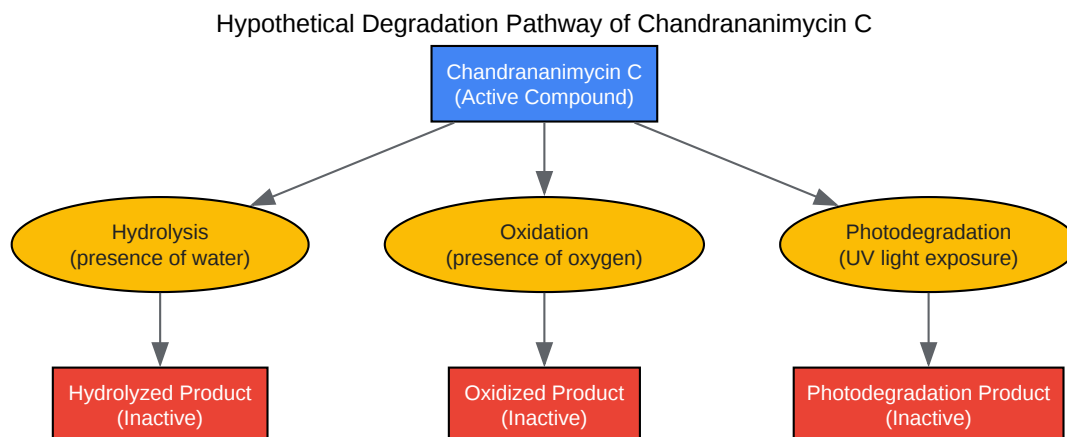 Hypothetical Degradation Pathway of Chandrananimycin C
Chandrananimycin C
(Active Compound)
Hydrolysis
(presence of water)
Oxidation
(presence of oxygen)
Photodegradation
(UV light exposure)
Hydrolyzed Product
(Inactive)
Oxidized Product
(Inactive)
Photodegradation Product
(Inactive)